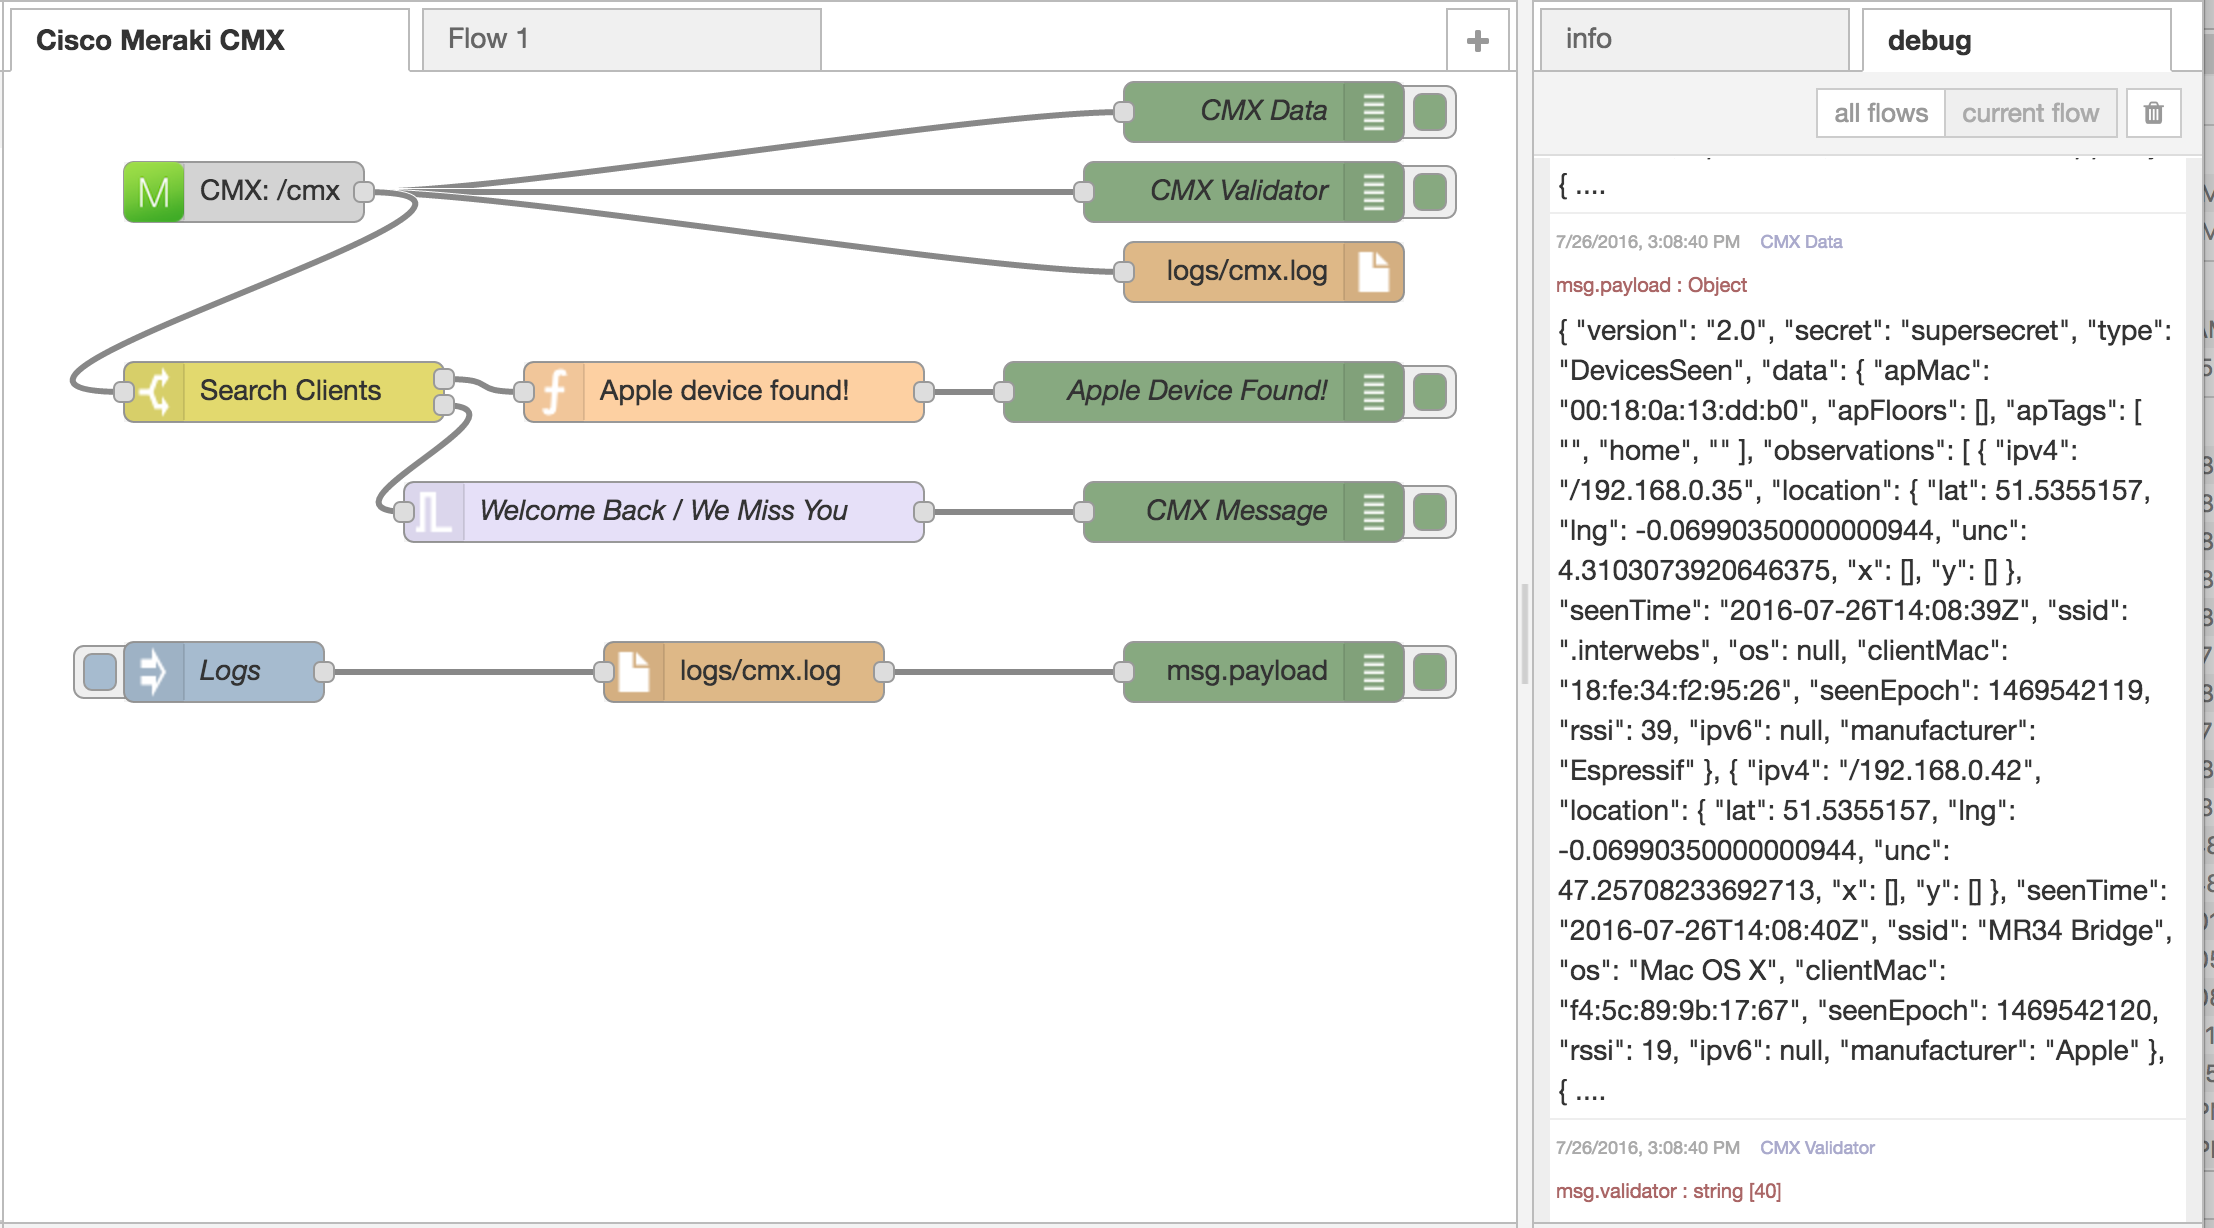 Cisco Meraki CMX
Flow 1
+
CMX Data
M CMX: /cmx
CMX Validator
logs/cmx.log
Search Clients
Apple device found!
Apple Device Found!
Welcome Back / We Miss You
CMX Message
Logs
logs/cmx.log
msg.payload
info
debug
all flows
current flow
{ ....
7/26/2016, 3:08:40 PM CMX Data
msg.payload : Object
{ "version": "2.0", "secret": "supersecret", "type":
"DevicesSeen", "data": { "apMac":
"00:18:0a:13:dd:b0", "apFloors": [], "apTags": [
"", "home", "" ], "observations": [ { "ipv4":
"/192.168.0.35", "location": { "lat": 51.5355157,
"lng": -0.06990350000000944, "unc":
4.3103073920646375, "x": [], "y": [] },
"seenTime": "2016-07-26T14:08:39Z", "ssid":
".interwebs", "os": null, "clientMac":
"18:fe:34:f2:95:26", "seenEpoch": 1469542119,
"rssi": 39, "ipv6": null, "manufacturer":
"Espressif" }, { "ipv4": "/192.168.0.42",
"location": { "lat": 51.5355157, "lng":
-0.06990350000000944, "unc":
47.25708233692713, "x": [], "y": [] }, "seenTime":
"2016-07-26T14:08:40Z", "ssid": "MR34 Bridge",
"os": "Mac OS X", "clientMac":
"f4:5c:89:9b:17:67", "seenEpoch": 1469542120,
"rssi": 19, "ipv6": null, "manufacturer": "Apple" },
{ ....
7/26/2016, 3:08:40 PM CMX Validator
msg.validator : string [40]